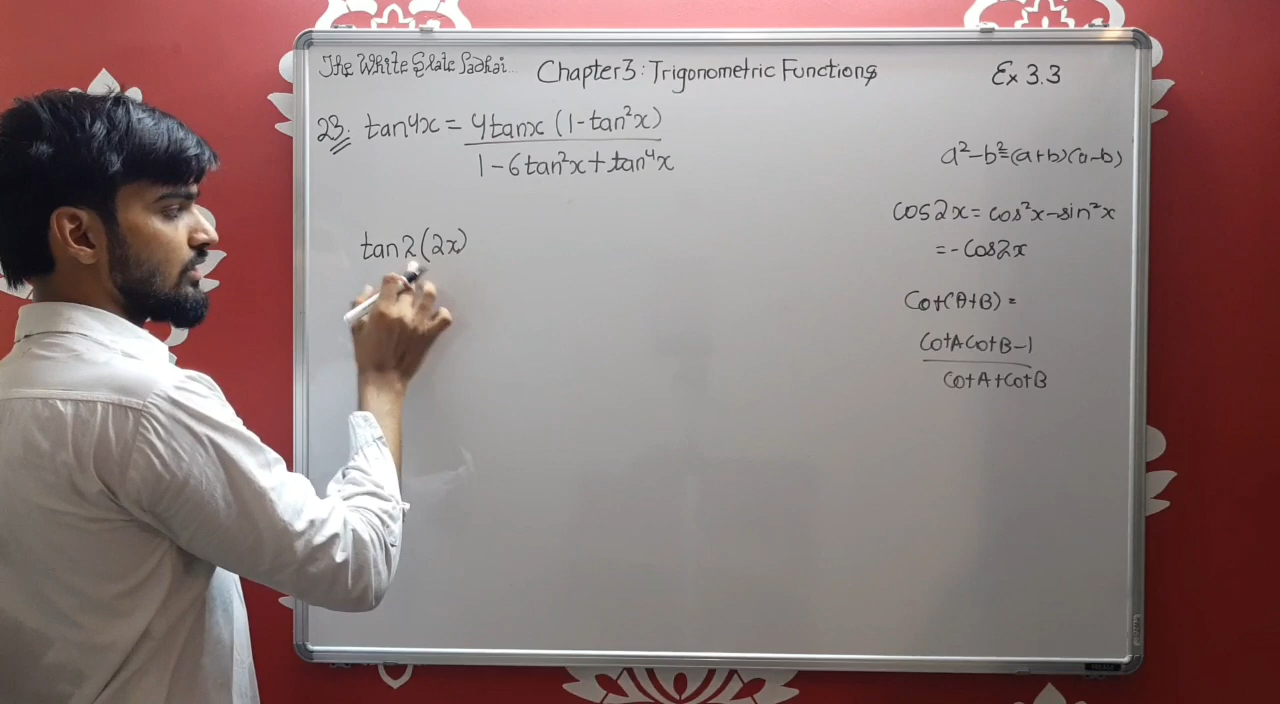 The White Slate Padhai...
Chapter 3 : Trigonometric Functions
Ex 3.3
23. tan4x = 4tanx (1-tan²x)
1-6tan²x+tan⁴x
tan2(2x)
a²-b²=(a+b)(a-b)
cos2x = cos²x-sin²x
= -cos2x
Cot(A+B) =
CotACotB-1
CotA+CotB